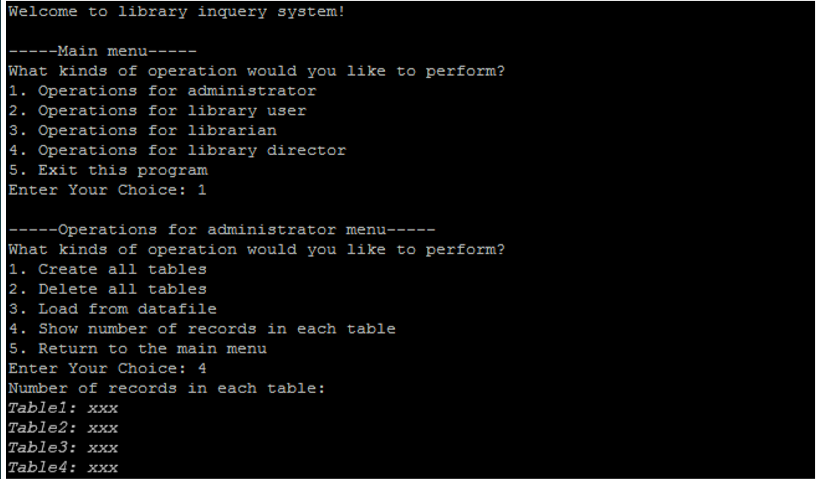 Welcome to library inquery system!
-----Main menu-----
What kinds of operation would you like to perform?
1. Operations for administrator
2. Operations for library user
3. Operations for librarian
4. Operations for library director
5. Exit this program
Enter Your Choice: 1
-----Operations for administrator menu-----
What kinds of operation would you like to perform?
1. Create all tables
2. Delete all tables
3. Load from datafile
4. Show number of records in each table
5. Return to the main menu
Enter Your Choice: 4
Number of records in each table:
Table1: xxx
Table2: xxx
Table3: xxx
Table4: xxx